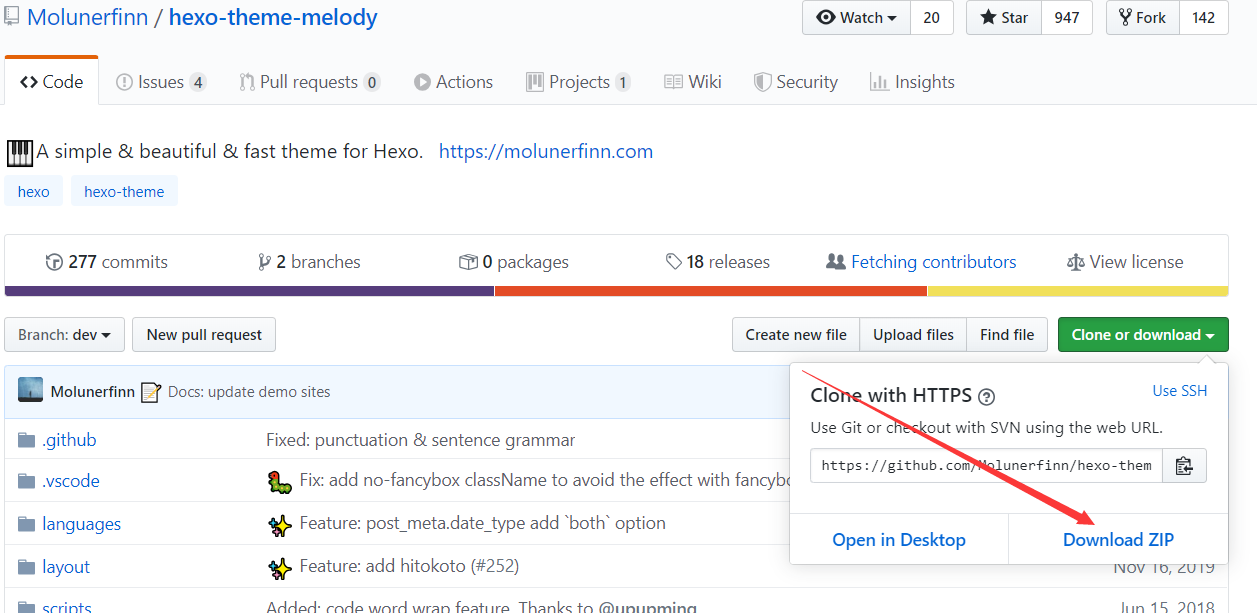 Molunerfinn / hexo-theme-melody Watch 20 Star 947 Fork 142
Code Issues 4 Pull requests 0 Actions Projects 1 Wiki Security Insights
A simple & beautiful & fast theme for Hexo. https://molunerfinn.com
hexo hexo-theme
277 commits 2 branches 0 packages 18 releases Fetching contributors View license
Branch: dev New pull request Create new file Upload files Find file Clone or download
Molunerfinn Docs: update demo sites
Clone with HTTPS ? Use SSH
Use Git or checkout with SVN using the web URL.
https://github.com/Molunerfinn/hexo-them
Open in Desktop Download ZIP
.github Fixed: punctuation & sentence grammar
.vscode Fix: add no-fancybox className to avoid the effect with fancybo
languages Feature: post_meta.date_type add `both` option
layout Feature: add hitokoto (#252) Nov 16, 2019
scripts Added: code word wrap feature. Thanks to @upupming Jun 15, 2018